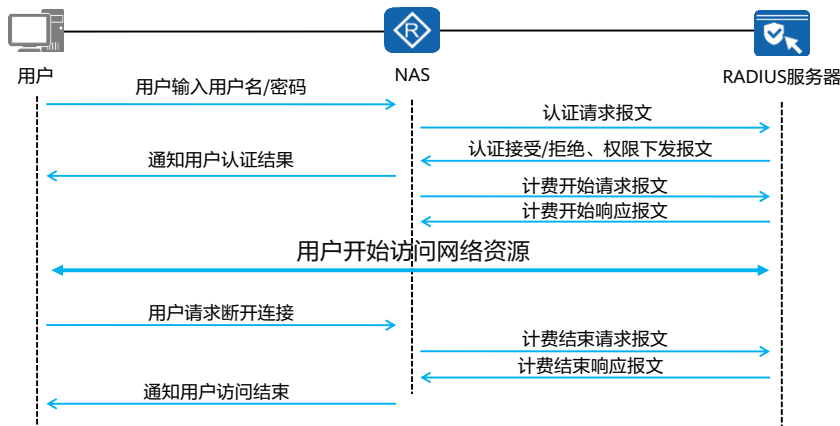 R
用户
NAS
RADIUS服务器
用户输入用户名/密码
认证请求报文
认证接受/拒绝、权限下发报文
通知用户认证结果
计费开始请求报文
计费开始响应报文
用户开始访问网络资源
用户请求断开连接
计费结束请求报文
计费结束响应报文
通知用户访问结束